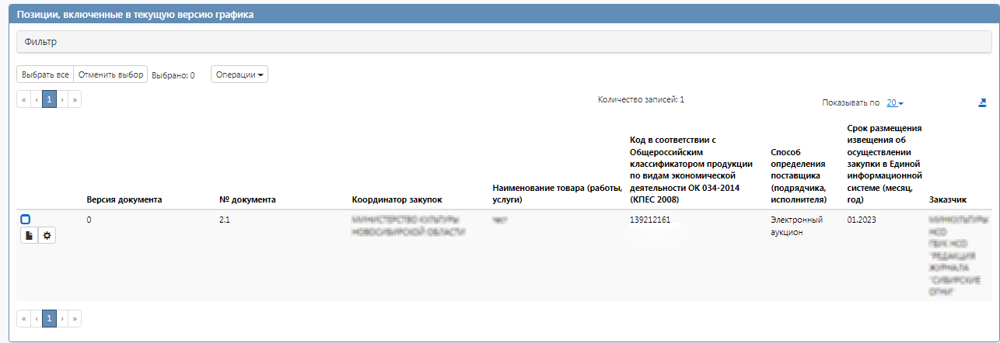 Позиции, включенные в текущую версию графика
Фильтр
Выбрать все Отменить выбор Выбрано: 0 Операции
« ‹ 1 › » Количество записей: 1 Показывать по 20
Версия документа
№ документа
Координатор закупок
Наименование товара (работы,
услуги)
Код в соответствии с
Общероссийским
классификатором продукции
по видам экономической
деятельности ОК 034-2014
(КПЕС 2008)
Способ
определения
поставщика
(подрядчика,
исполнителя)
Срок размещения
извещения об
осуществлении
закупки в Единой
информационной
системе (месяц,
год)
Заказчик
0
2.1
МИНИСТЕРСТВО КУЛЬТУРЫ
НОВОСИБИРСКОЙ ОБЛАСТИ
139212161
Электронный
аукцион
01.2023
МИНКУЛЬТУРЫ
НСО
ГБУК НСО
"РЕДАКЦИЯ
ЖУРНАЛА
"СИБИРСКИЕ
ОГНИ"
« ‹ 1 › »